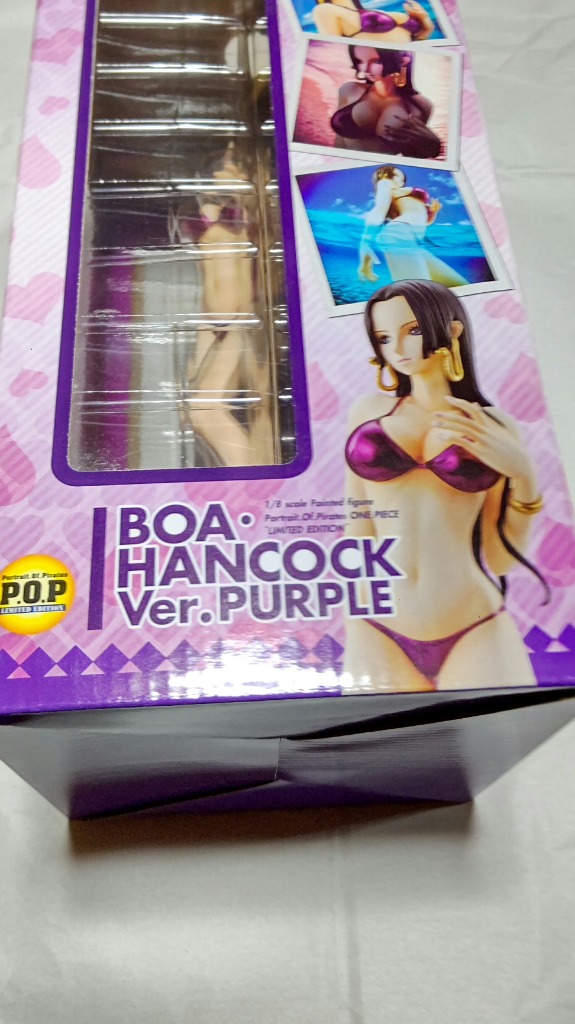 1/8 scale Painted figure
Portrait.Of.Pirates ONE PIECE
"LIMITED EDITION"
BOA・
HANCOCK
Ver.PURPLE
Portrait.Of.Pirates
P.O.P
LIMITED EDITION